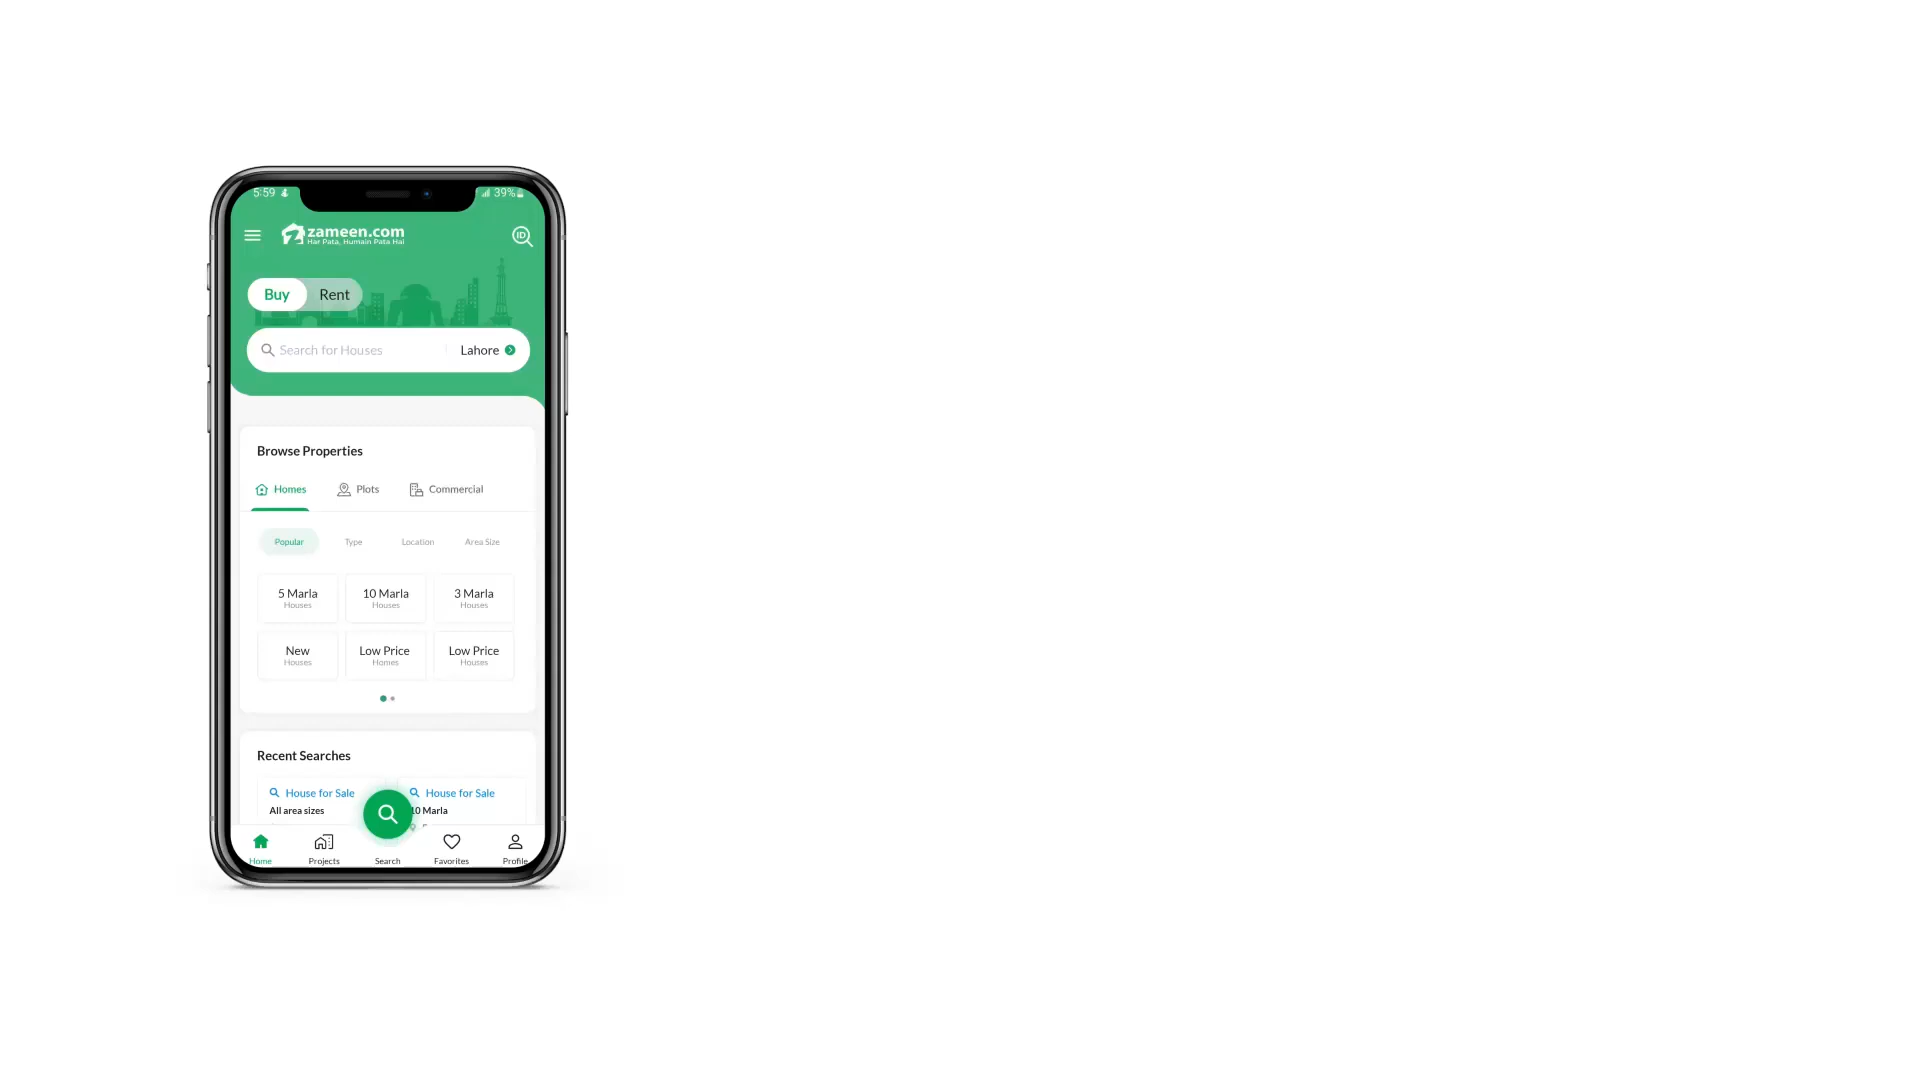 5:59 39%
zameen.com
Har Pata, Humain Pata Hai
ID
Buy Rent
Search for Houses Lahore
Browse Properties
Homes Plots Commercial
Popular Type Location Area Size
5 Marla 10 Marla 3 Marla
Houses Houses Houses
New Low Price Low Price
Houses Homes Houses
Recent Searches
House for Sale House for Sale
All area sizes 10 Marla
Home Projects Search Favorites Profile